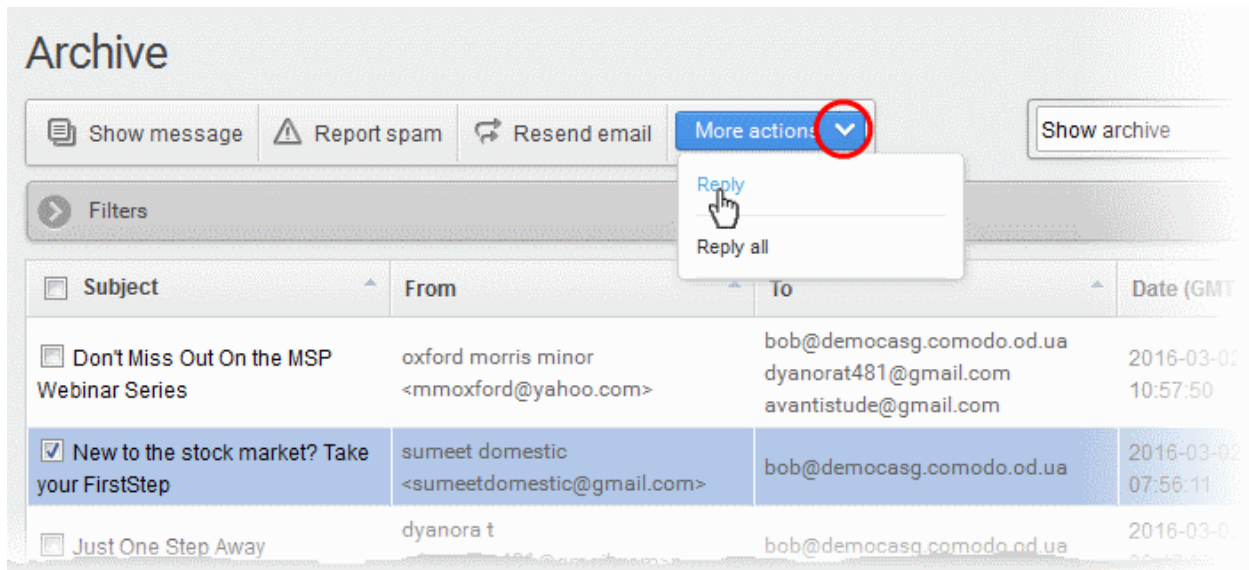 Archive
Show message Report spam Resend email More actions Show archive
Reply
Filters
Reply all
Subject From To Date (GMT
Don't Miss Out On the MSP
Webinar Series
oxford morris minor
<mmoxford@yahoo.com>
bob@democasg.comodo.od.ua
dyanorat481@gmail.com
avantistude@gmail.com
2016-03-02
10:57:50
New to the stock market? Take
your FirstStep
sumeet domestic
<sumeetdomestic@gmail.com>
bob@democasg.comodo.od.ua
2016-03-02
07:56:11
Just One Step Away
dyanora t
bob@democasg.comodo.od.ua
2016-03-0